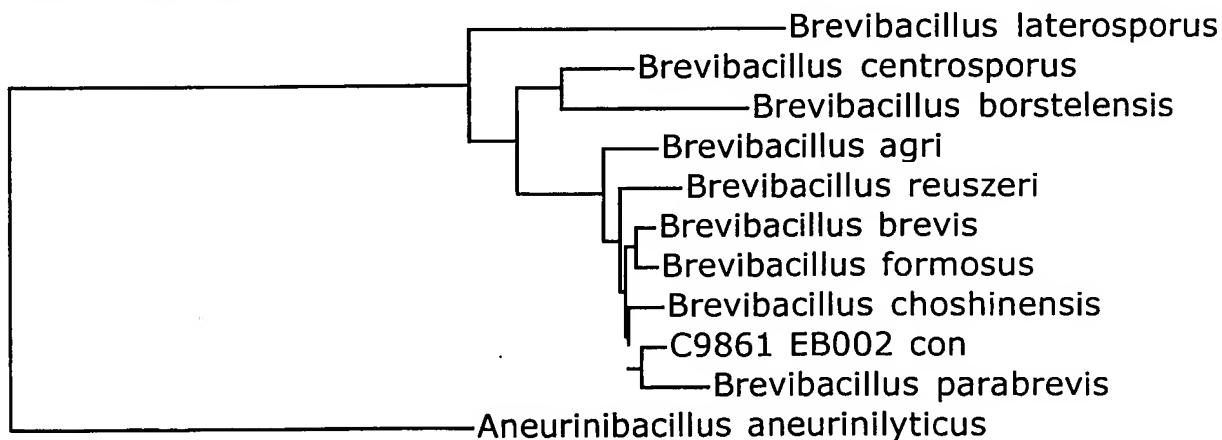 Brevibacillus laterosporus
Brevibacillus centrosporus
Brevibacillus borstelensis
Brevibacillus agri
Brevibacillus reuszeri
Brevibacillus brevis
Brevibacillus formosus
Brevibacillus choshinensis
C9861 EB002 con
Brevibacillus parabrevis
Aneurinibacillus aneurinilyticus